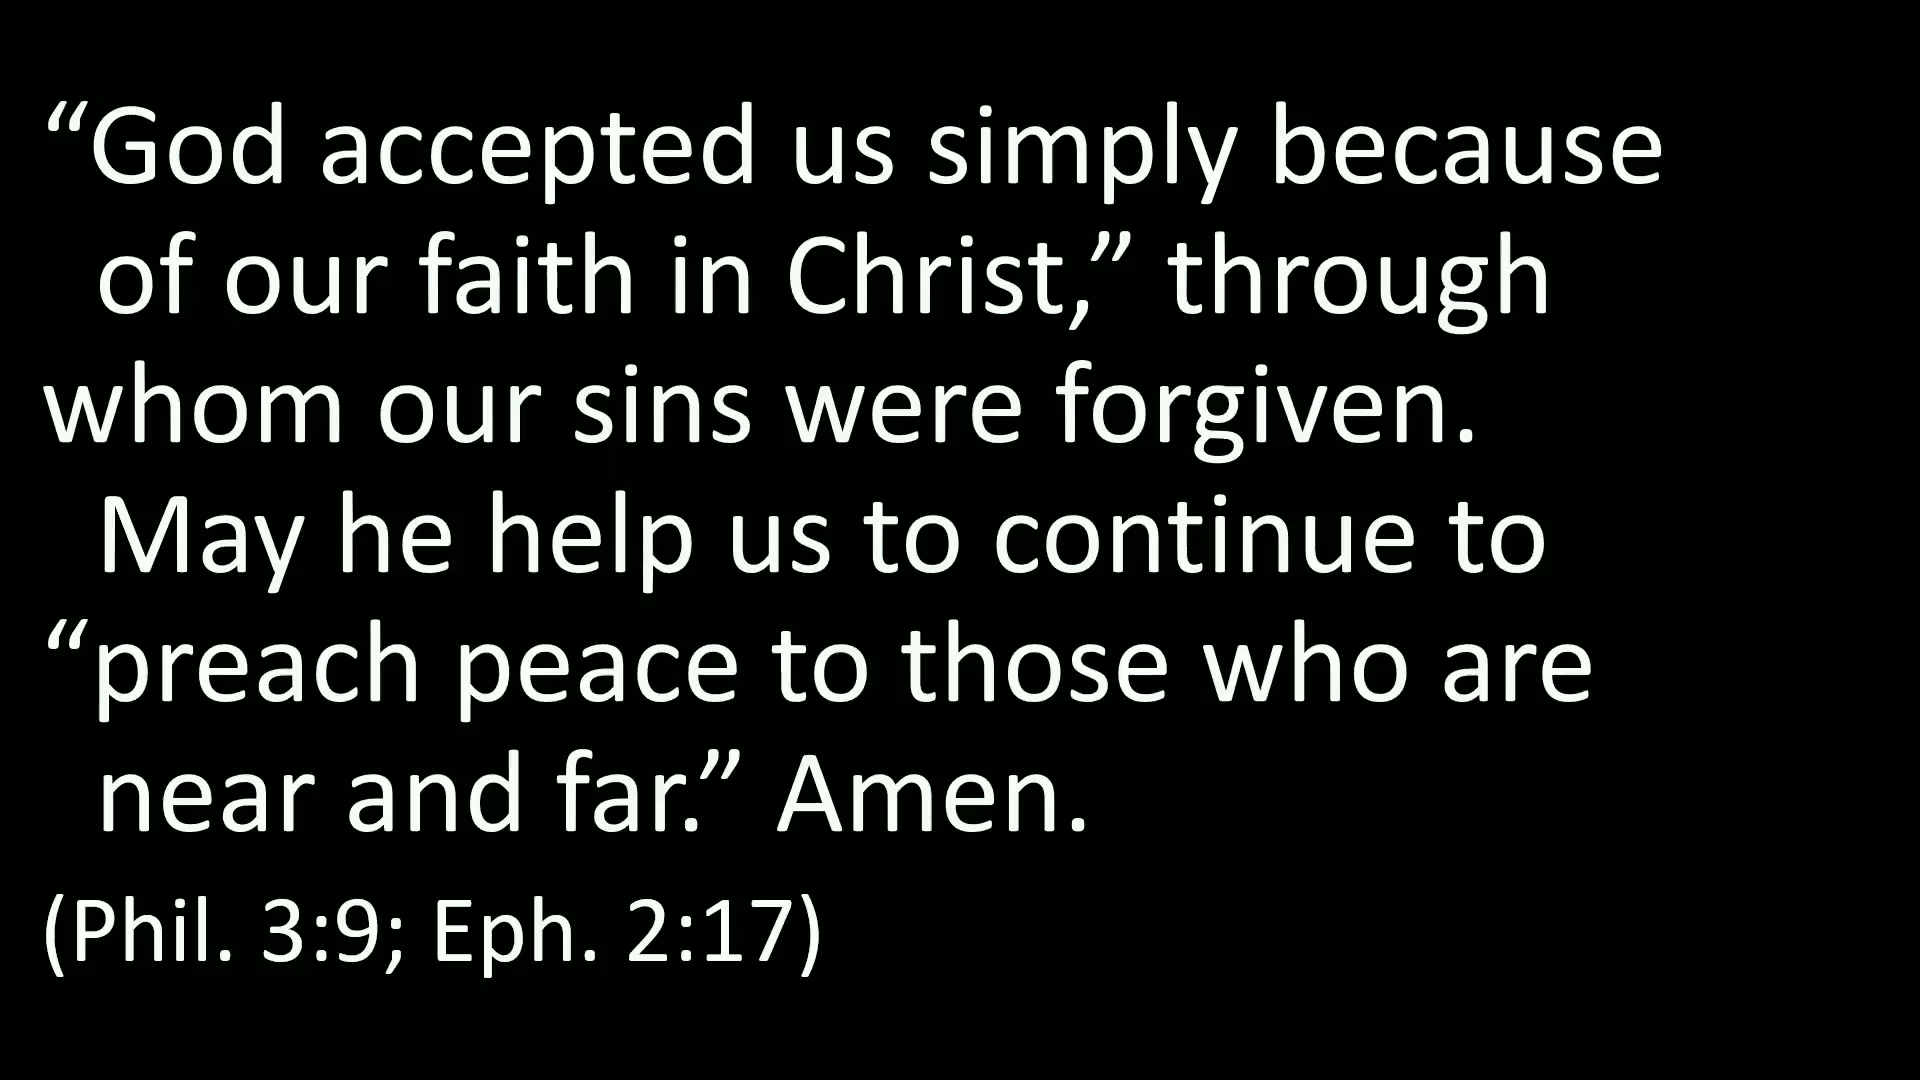 “God accepted us simply because
of our faith in Christ,” through
whom our sins were forgiven.
May he help us to continue to
“preach peace to those who are
near and far.” Amen.
(Phil. 3:9; Eph. 2:17)